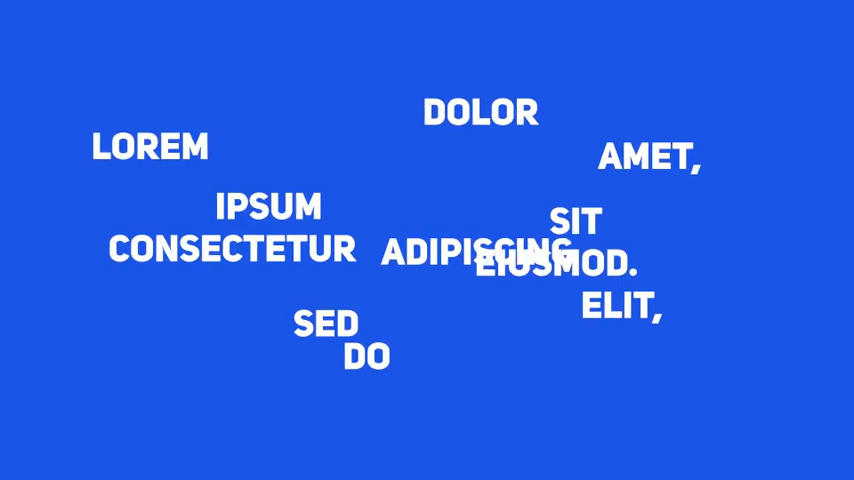 DOLOR
LOREM
AMET,
IPSUM
SIT
CONSECTETUR
ADIPISCING
EIUSMOD.
ELIT,
SED
DO